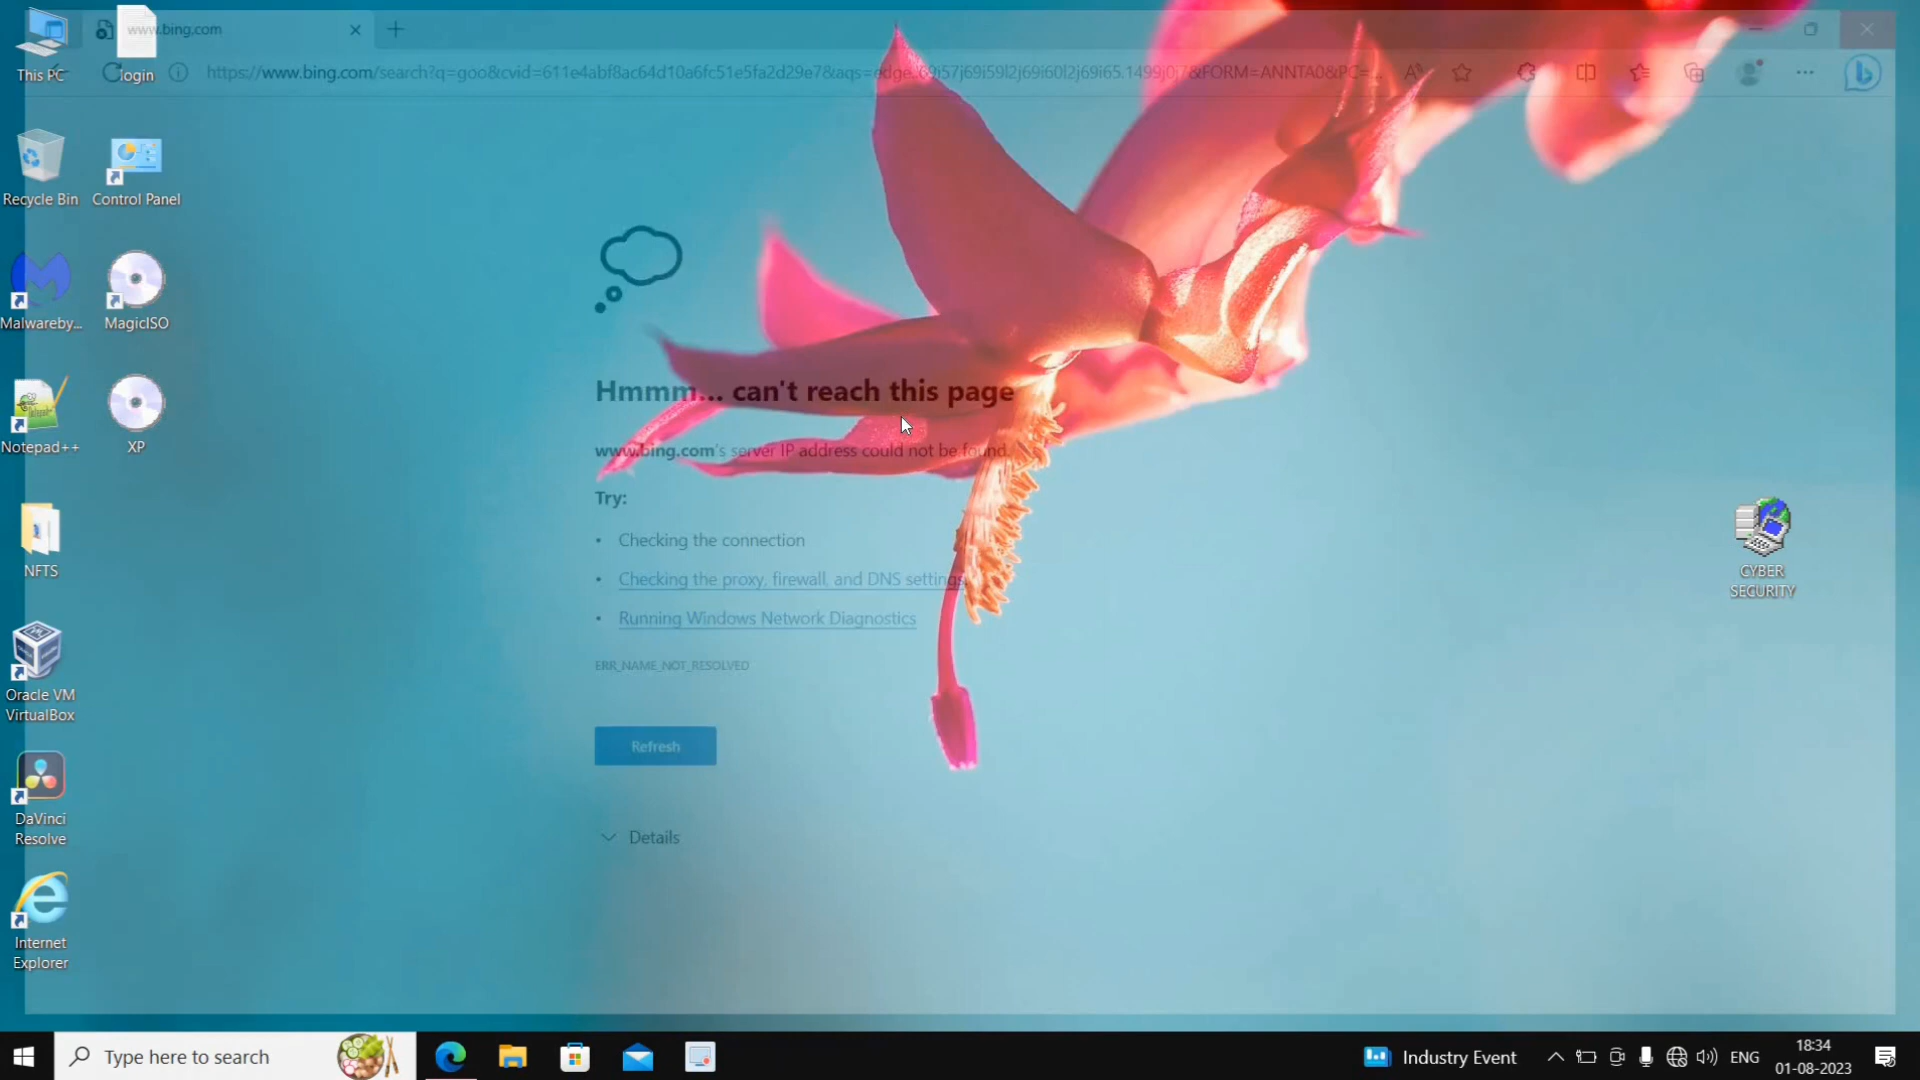 www.bing.com
https://www.bing.com/search?q=goo&cvid=611e4abf8ac64d10a6fc51e5fa2d29e7&aqs=edge..69i57j69i59l2j69i60l2j69i65.1499j0j7&FORM=ANNTA0&PC=...
This PC
login
Recycle Bin
Control Panel
Malwareby...
MagicISO
Notepad++
XP
NFTS
Oracle VM
VirtualBox
DaVinci
Resolve
Internet
Explorer
Hmmm... can't reach this page
www.bing.com's server IP address could not be found.
Try:
• Checking the connection
• Checking the proxy, firewall, and DNS settings
• Running Windows Network Diagnostics
ERR_NAME_NOT_RESOLVED
Refresh
Details
CYBER
SECURITY
Type here to search
Industry Event
ENG
18:34
01-08-2023